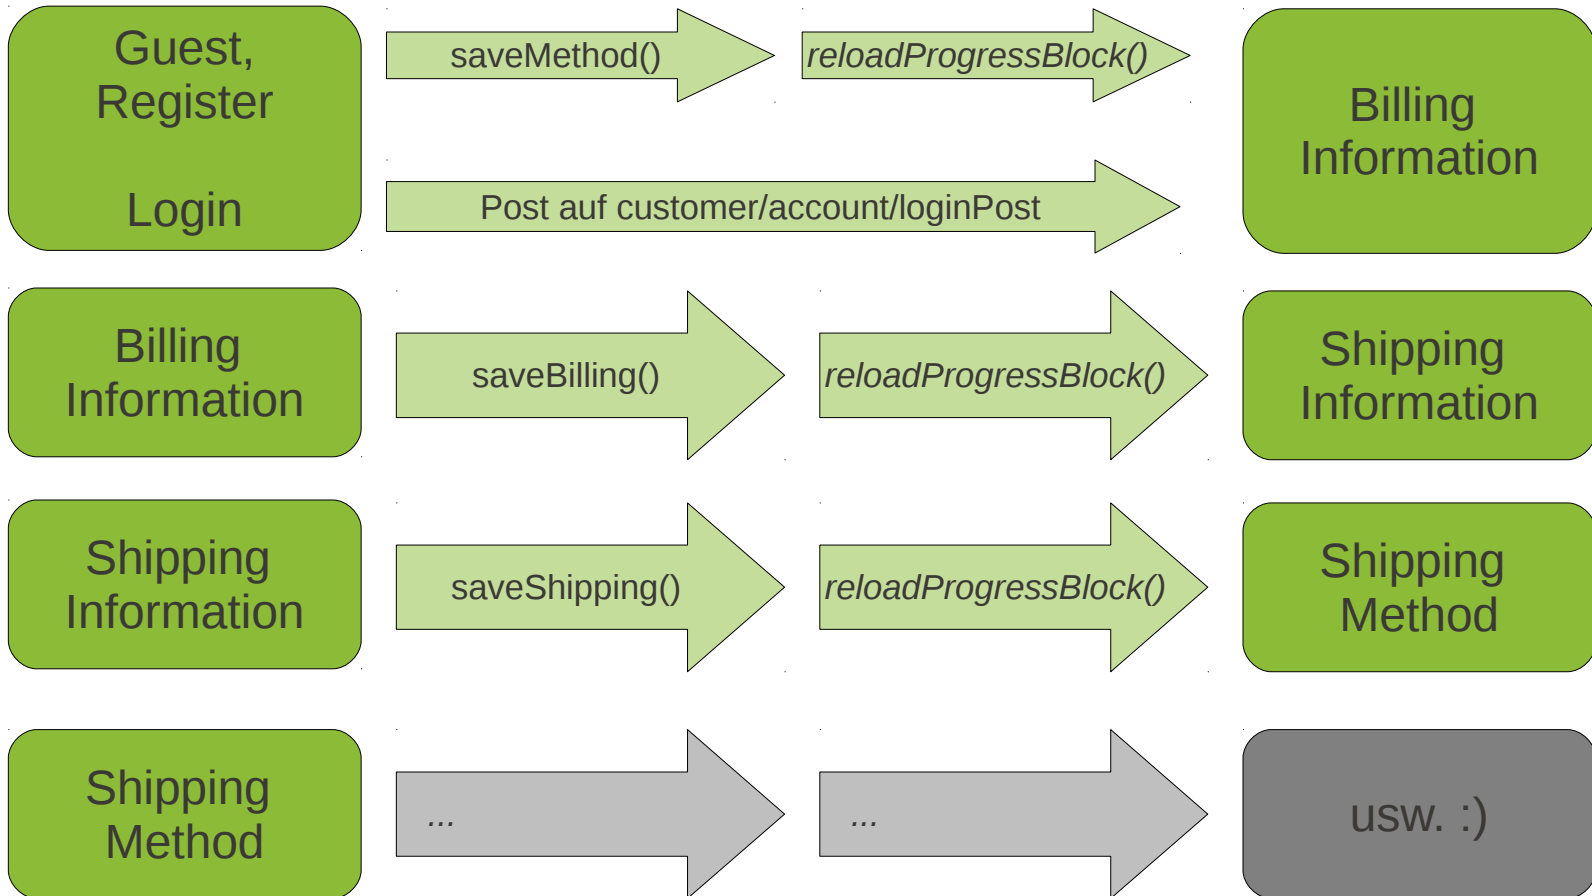 Guest,
Register
Login
saveMethod()
reloadProgressBlock()
Post auf customer/account/loginPost
Billing
Information
Billing
Information
saveBilling()
reloadProgressBlock()
Shipping
Information
Shipping
Information
saveShipping()
reloadProgressBlock()
Shipping
Method
Shipping
Method
...
...
usw. :)